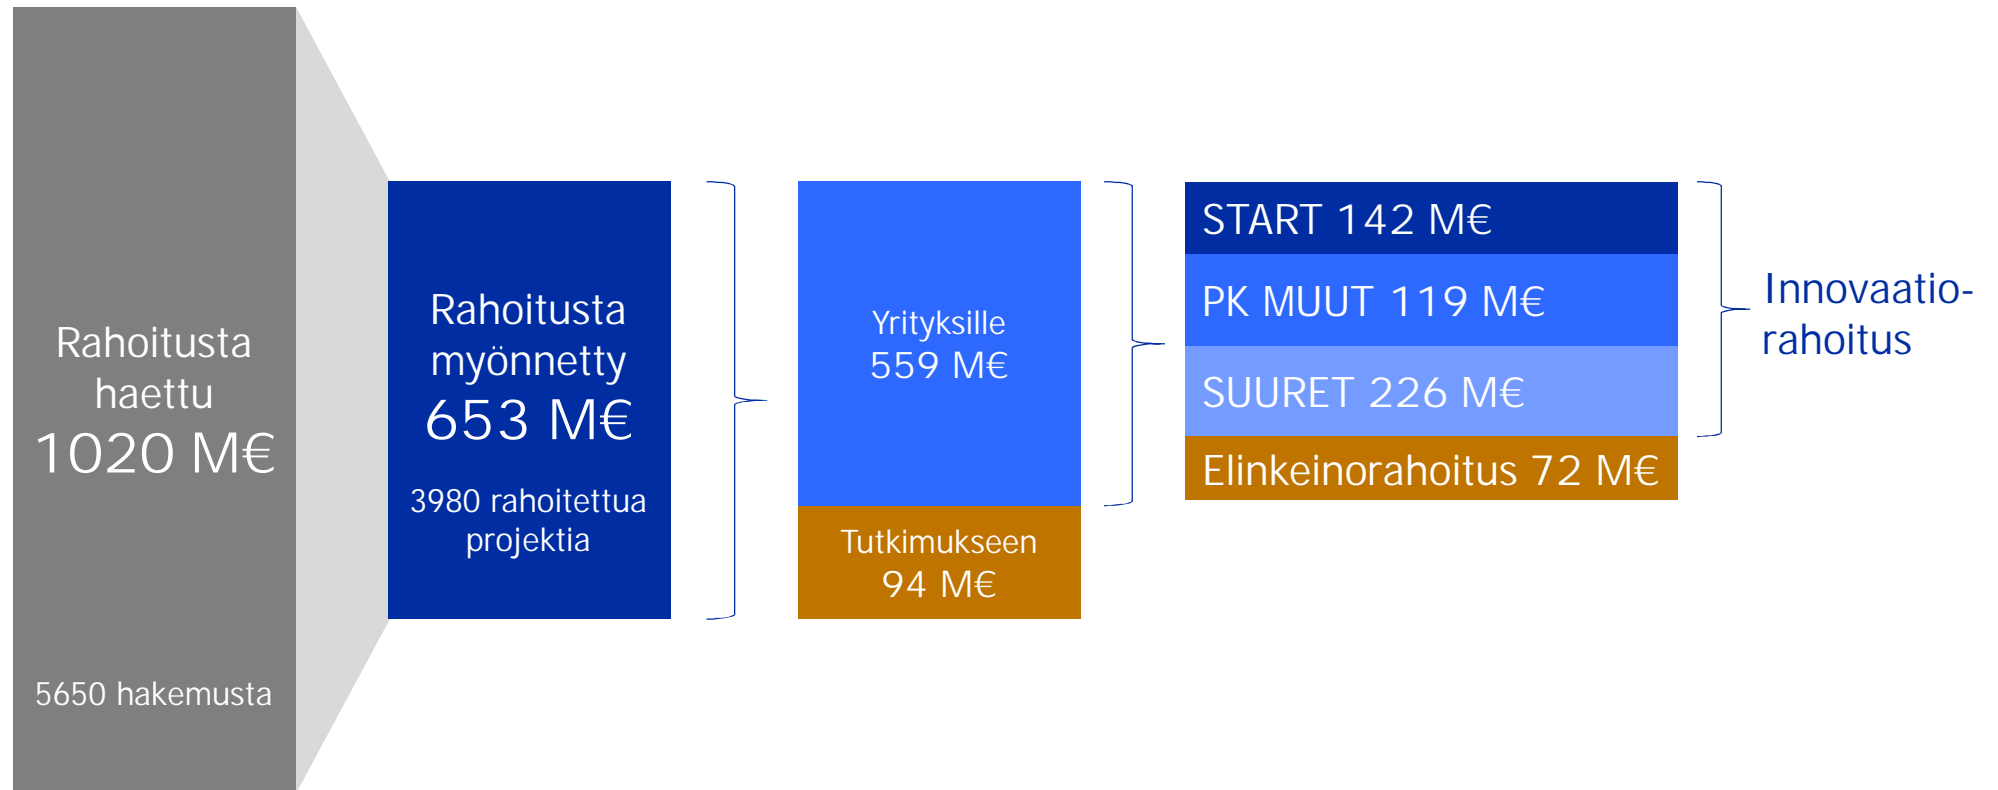 Rahoitusta
haettu
1020 M€
5650 hakemusta
Rahoitusta
myönnetty
653 M€
3980 rahoitettua
projektia
Yrityksille
559 M€
Tutkimukseen
94 M€
START 142 M€
PK MUUT 119 M€
SUURET 226 M€
Elinkeinorahoitus 72 M€
Innovaatio-
rahoitus